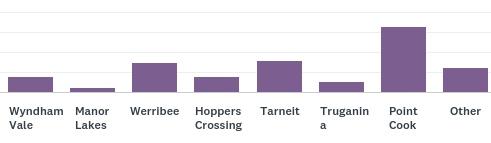 Wyndham Manor Werribee Hoppers Tarneit Truganin Point Other
Vale Lakes Crossing a Cook